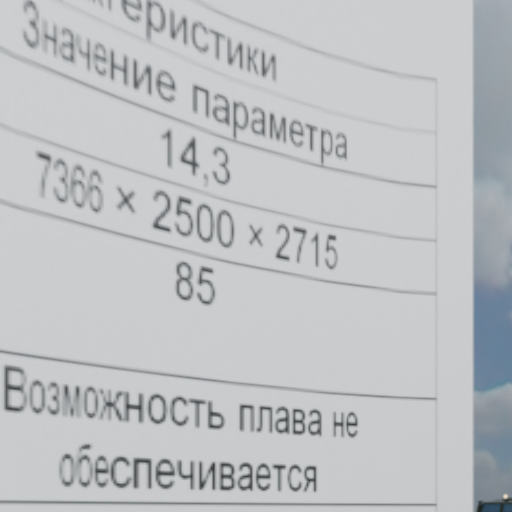 Значение параметра
14,3
7366 × 2500 × 2715
85
Возможность плава не
обеспечивается